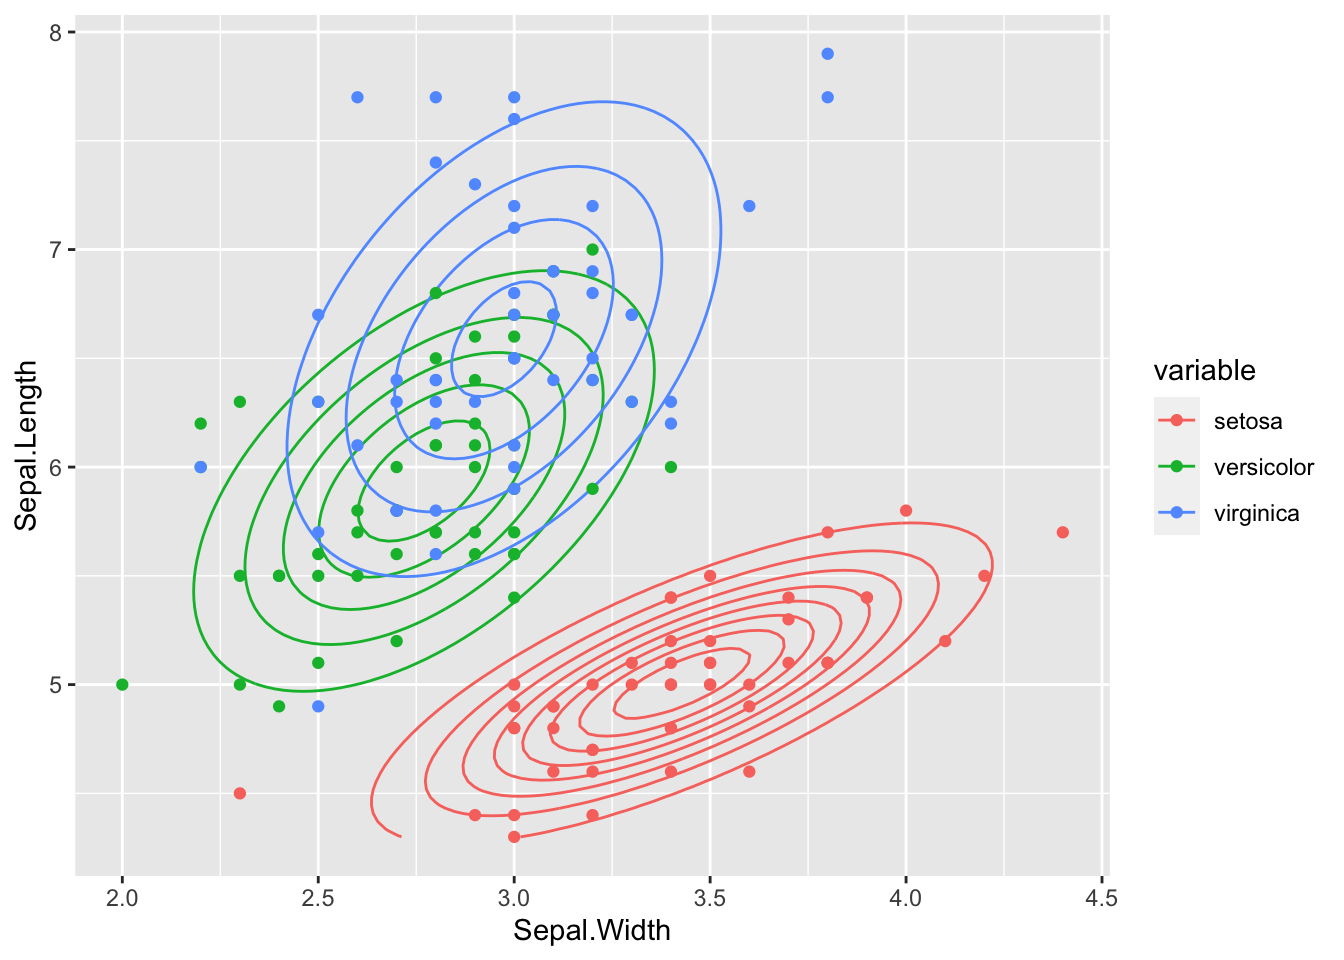 8
7
6
5
Sepal.Length
2.0 2.5 3.0 3.5 4.0 4.5
Sepal.Width
variable
setosa
versicolor
virginica